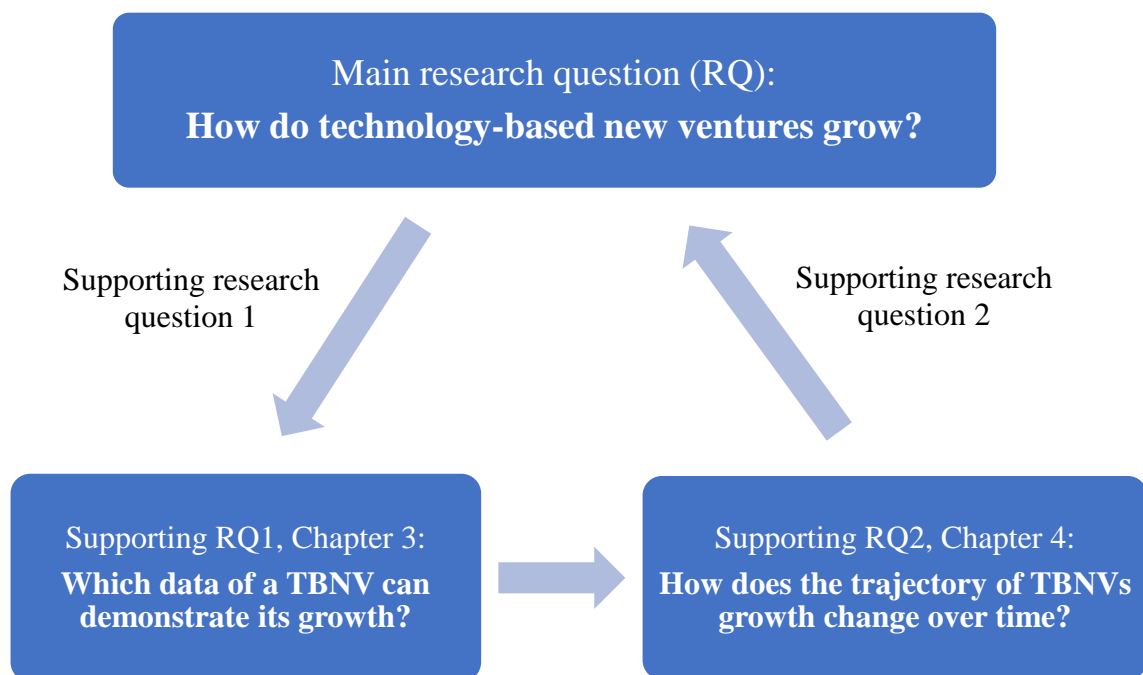 Main research question (RQ):
How do technology-based new ventures grow?
Supporting research
question 1
Supporting research
question 2
Supporting RQ1, Chapter 3:
Which data of a TBNV can
demonstrate its growth?
Supporting RQ2, Chapter 4:
How does the trajectory of TBNVs
growth change over time?